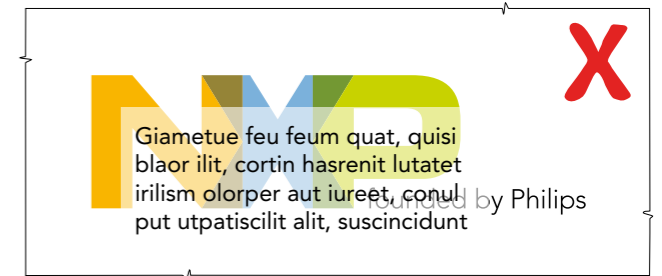 NXP
Giametue feu feum quat, quisi
blaor ilit, cortin hasrenit lutatet
irilism olorper aut iureet, conul
founded by Philips
put utpatiscilit alit, suscincidunt
X